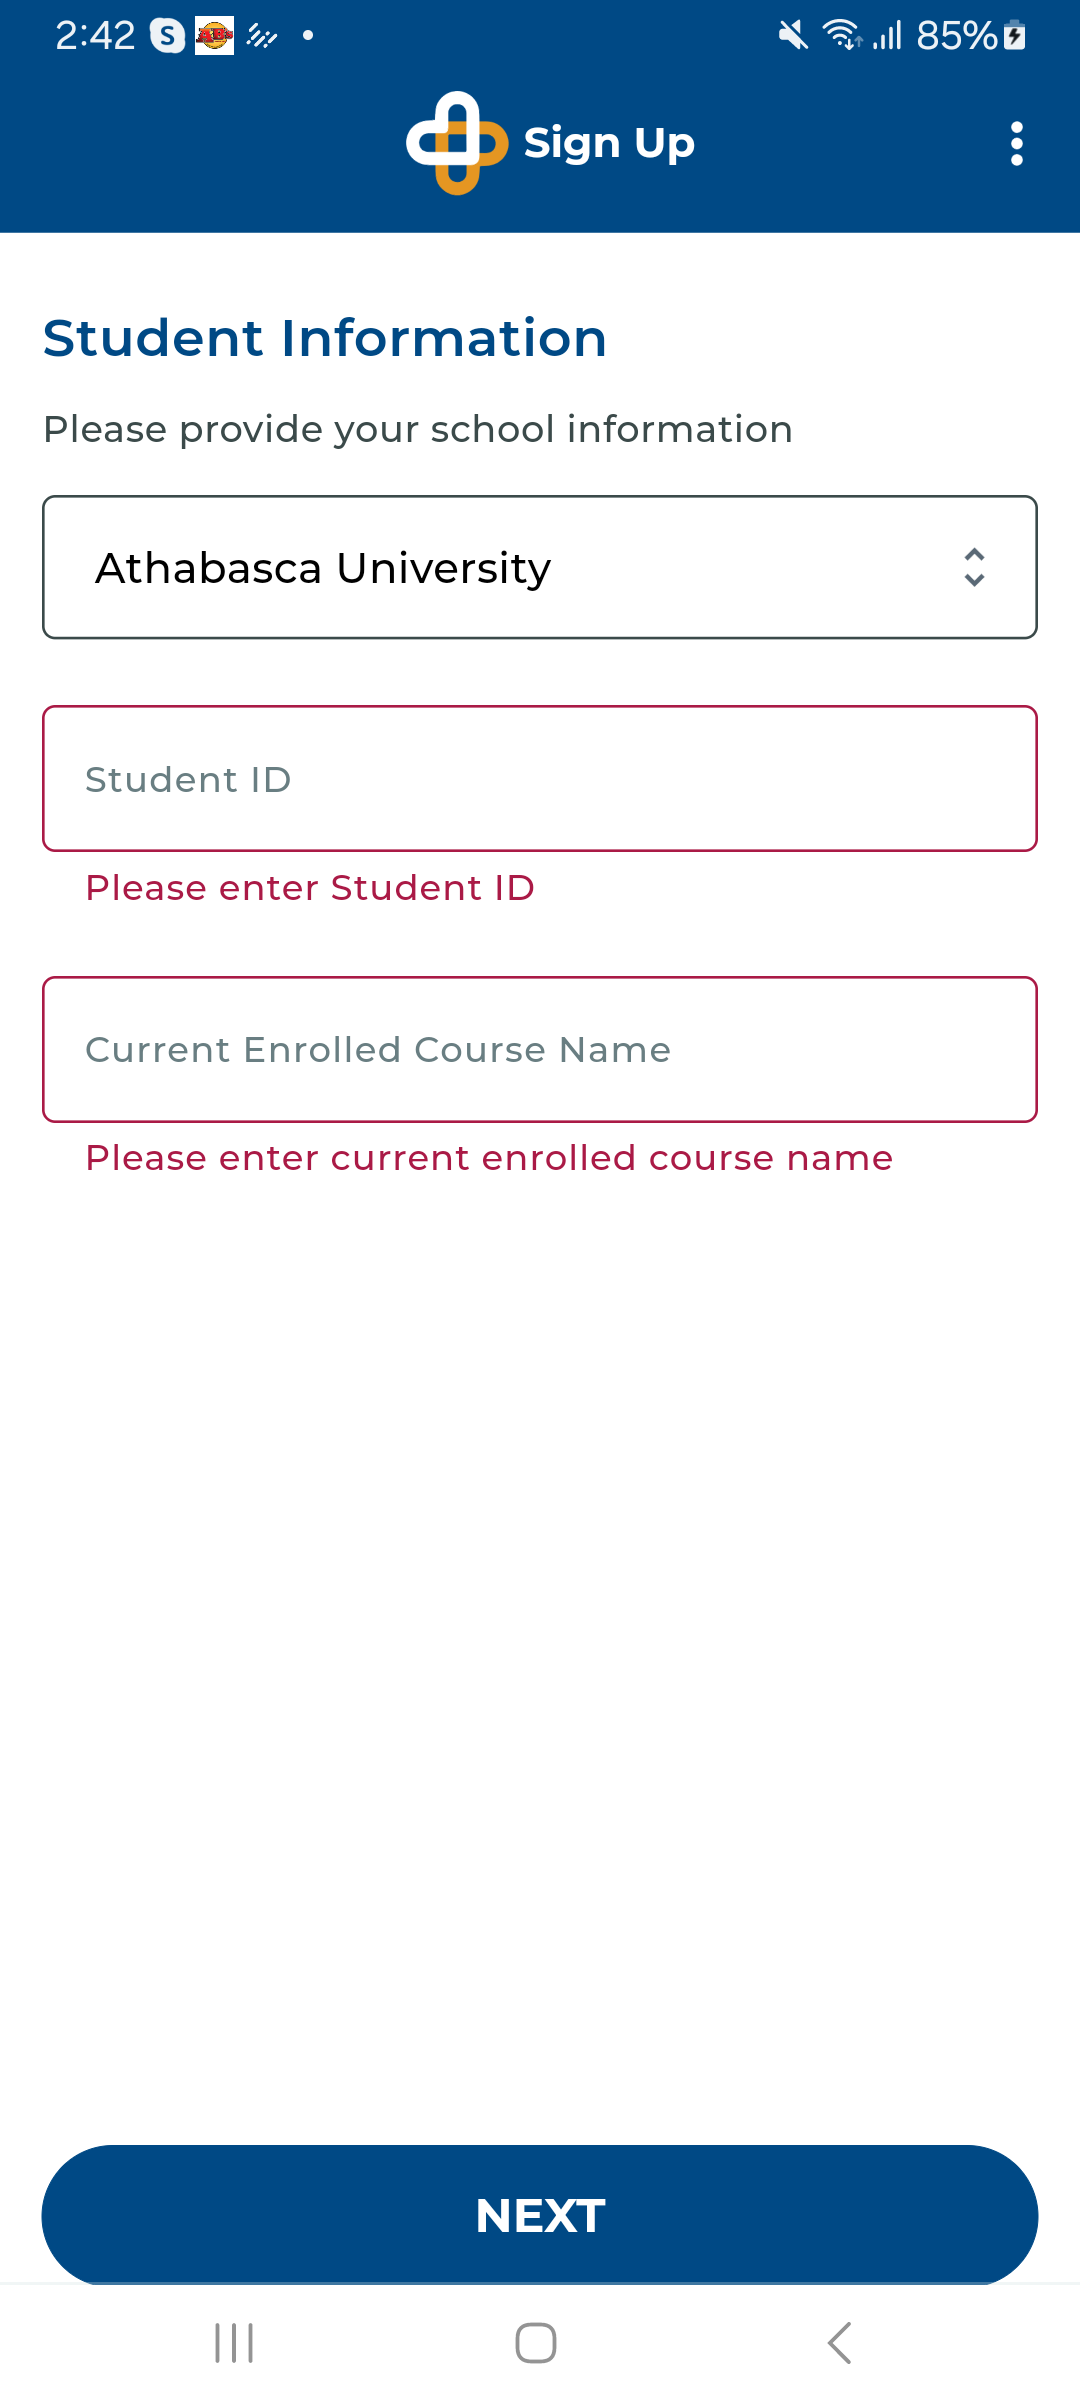 2:42 S AB's 85%
Sign Up
Student Information
Please provide your school information
Athabasca University
Student ID
Please enter Student ID
Current Enrolled Course Name
Please enter current enrolled course name
NEXT